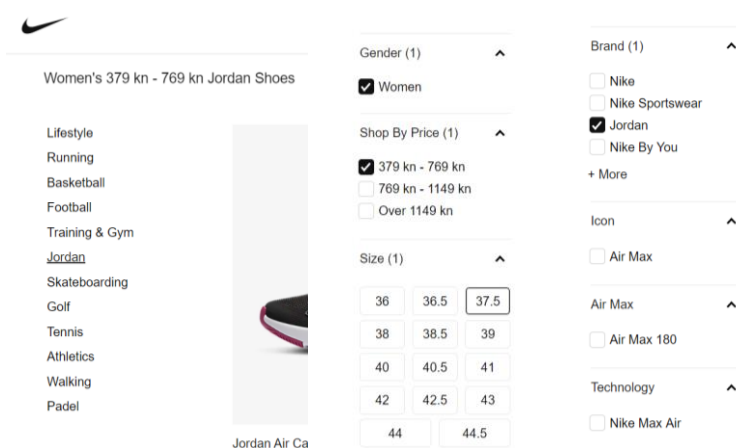 Women's 379 kn - 769 kn Jordan Shoes
Lifestyle
Running
Basketball
Football
Training & Gym
Jordan
Skateboarding
Golf
Tennis
Athletics
Walking
Padel
Jordan Air Ca
Gender (1)
Women
Shop By Price (1)
379 kn - 769 kn
769 kn - 1149 kn
Over 1149 kn
Size (1)
36 36.5 37.5
38 38.5 39
40 40.5 41
42 42.5 43
44 44.5
Brand (1)
Nike
Nike Sportswear
Jordan
Nike By You
+ More
Icon
Air Max
Air Max
Air Max 180
Technology
Nike Max Air